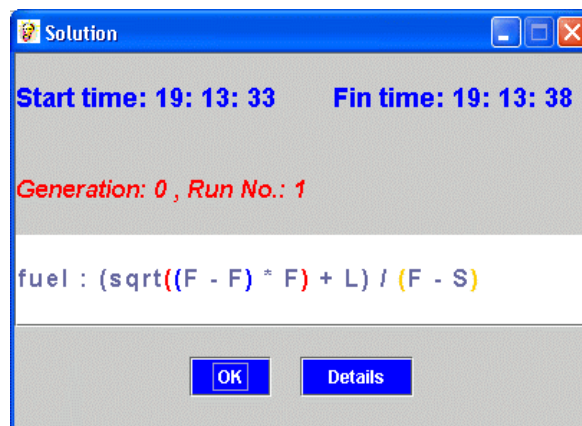 Solution
Start time: 19: 13: 33 Fin time: 19: 13: 38
Generation: 0 , Run No.: 1
fuel : (sqrt((F - F) * F) + L) / (F - S)
OK Details